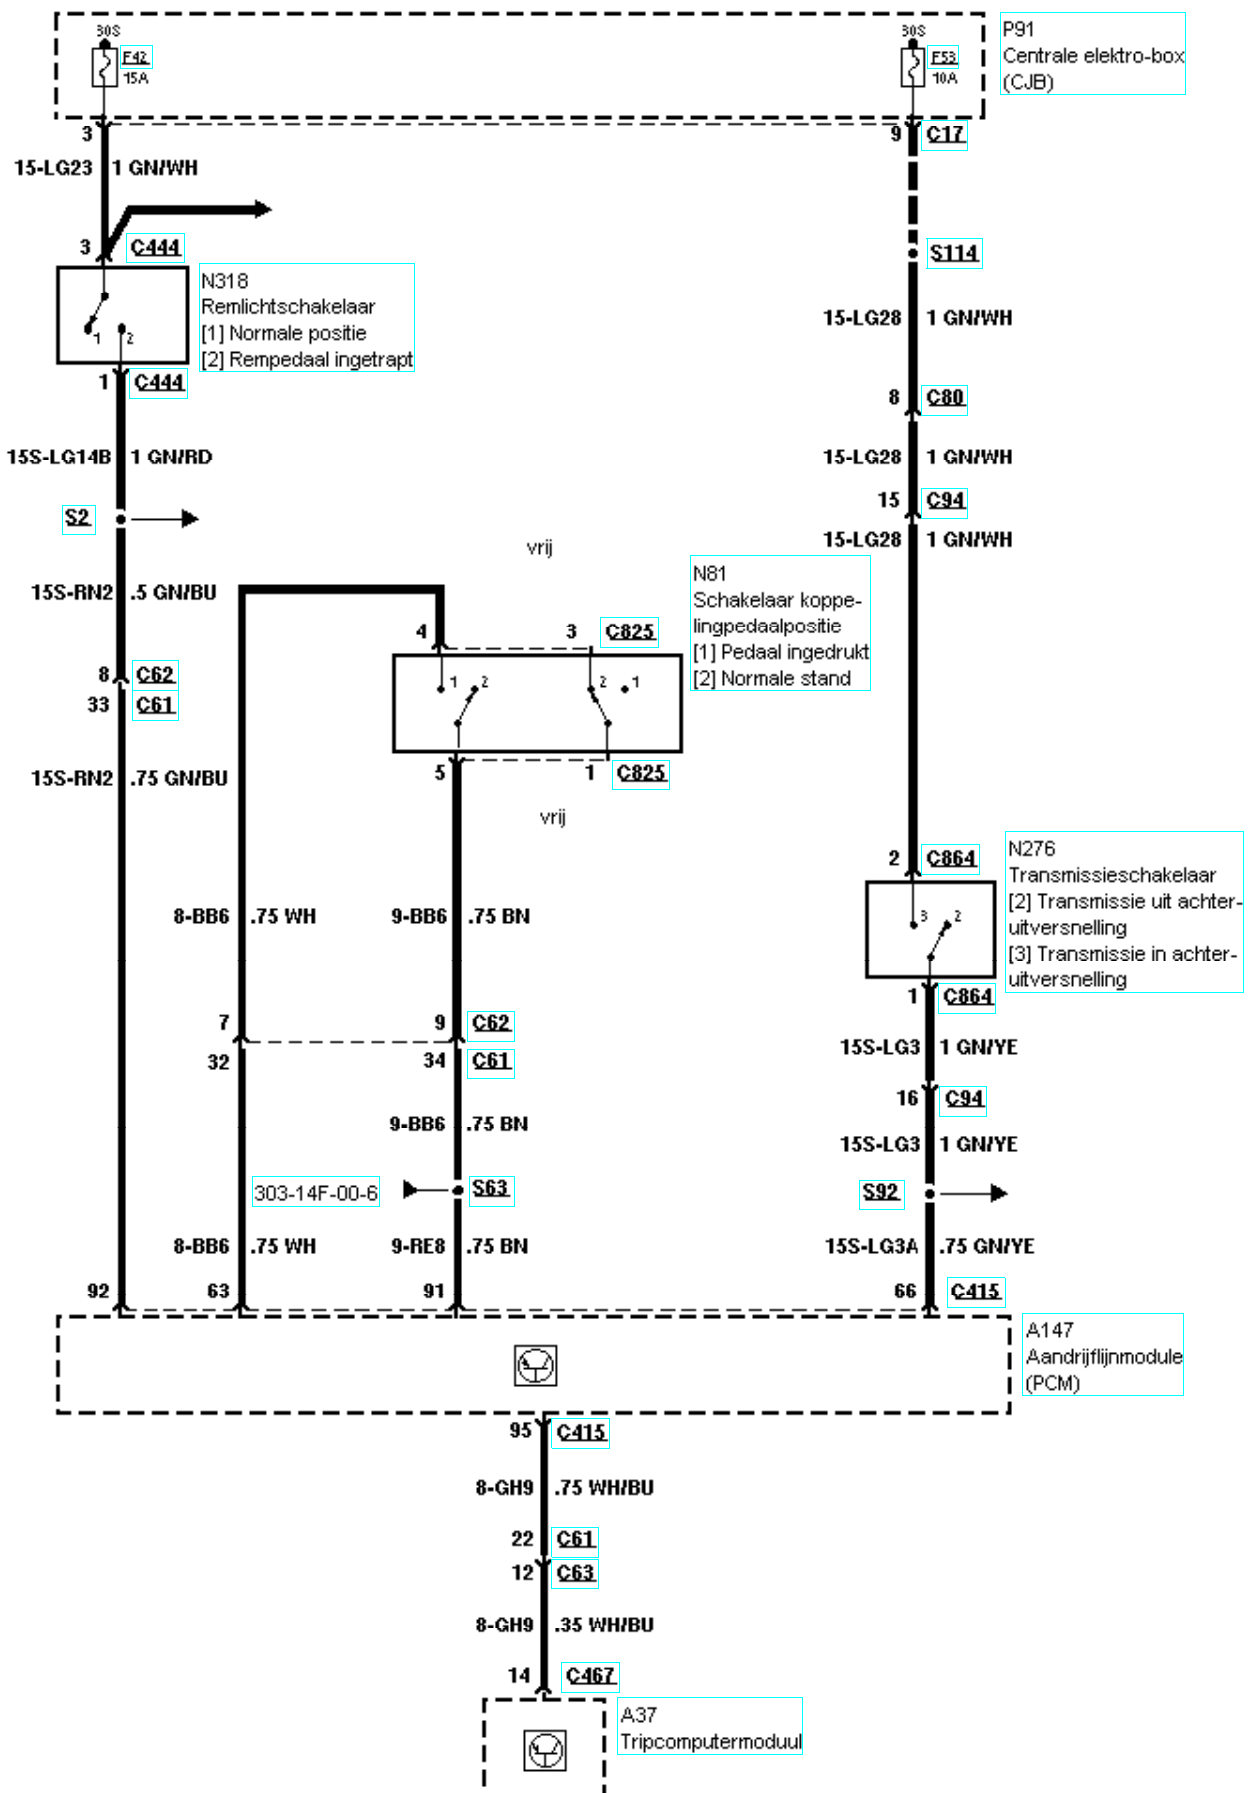 30S
F42
15A
30S
F53
10A
P91
Centrale elektro-box
(CJB)
3
9 C17
15-LG23 1 GN/WH
3 C444
S114
N318
Remlichtschakelaar
[1] Normale positie
[2] Rempedaal ingetrapt
1 2
15-LG28 1 GN/WH
1 C444
8 C80
15S-LG14B 1 GN/RD
15-LG28 1 GN/WH
15 C94
S2
15-LG28 1 GN/WH
vrij
N81
Schakelaar koppe-
lingpedaalpositie
[1] Pedaal ingedrukt
[2] Normale stand
15S-RN2 .5 GN/BU
4 3 C825
8 C62
1 2 2 1
33 C61
15S-RN2 .75 GN/BU
5 1 C825
vrij
2 C864
N276
Transmissieschakelaar
[2] Transmissie uit achter-
uitversnelling
[3] Transmissie in achter-
uitversnelling
3 2
8-BB6 .75 WH
9-BB6 .75 BN
1 C864
7
9 C62
15S-LG3 1 GN/YE
32
34 C61
16 C94
9-BB6 .75 BN
15S-LG3 1 GN/YE
303-14F-00-6
S63
S92
8-BB6 .75 WH
9-RE8 .75 BN
15S-LG3A .75 GN/YE
92 63 91 66 C415
A147
Aandrijflijnmodule
(PCM)
95 C415
8-GH9 .75 WH/BU
22 C61
12 C63
8-GH9 .35 WH/BU
14 C467
A37
Tripcomputermoduul